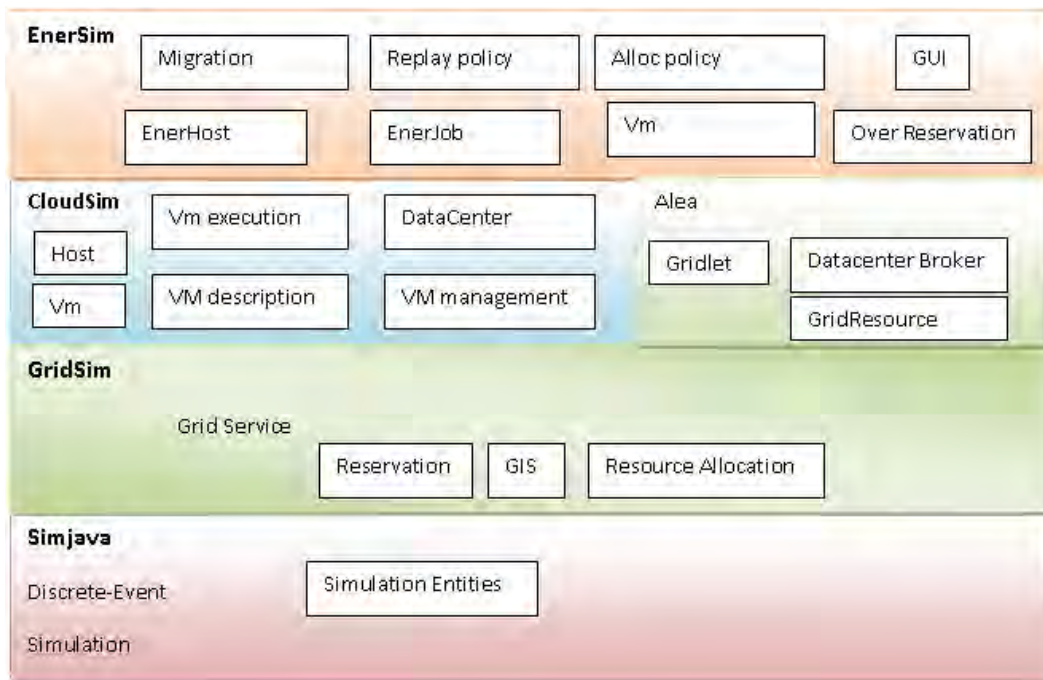 EnerSim
Migration
Replay policy
Alloc policy
GUI
EnerHost
EnerJob
Vm
Over Reservation
CloudSim
Vm execution
DataCenter
Host
Vm
VM description
VM management
Alea
Gridlet
Datacenter Broker
GridResource
GridSim
Grid Service
Reservation
GIS
Resource Allocation
Simjava
Discrete-Event
Simulation
Simulation Entities